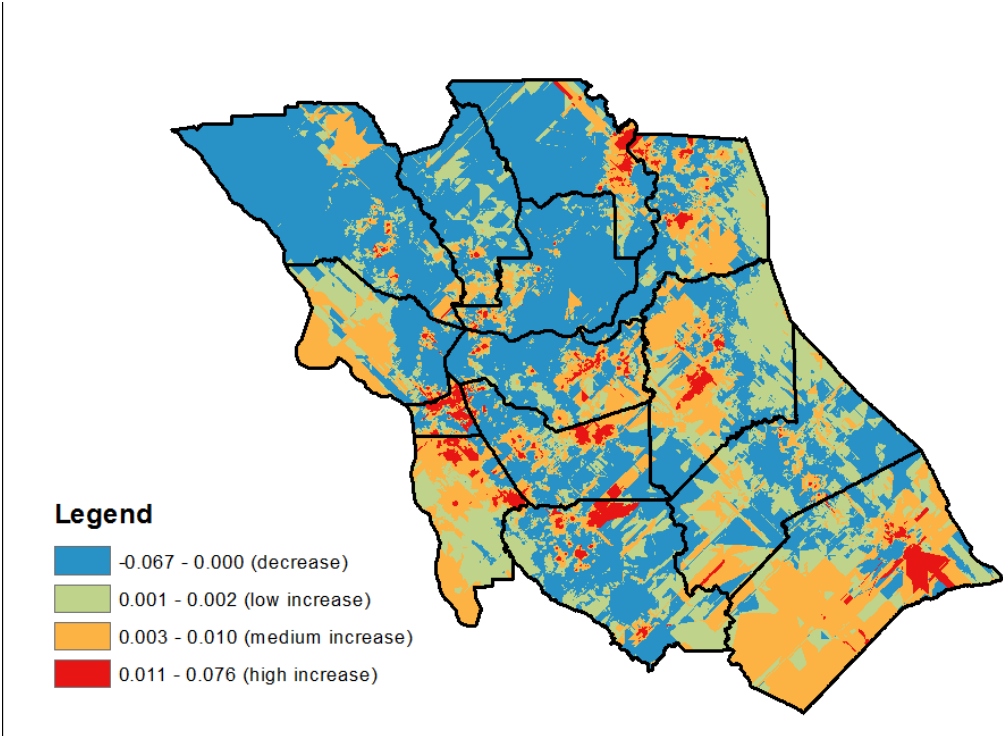 Legend
-0.067 - 0.000 (decrease)
0.001 - 0.002 (low increase)
0.003 - 0.010 (medium increase)
0.011 - 0.076 (high increase)